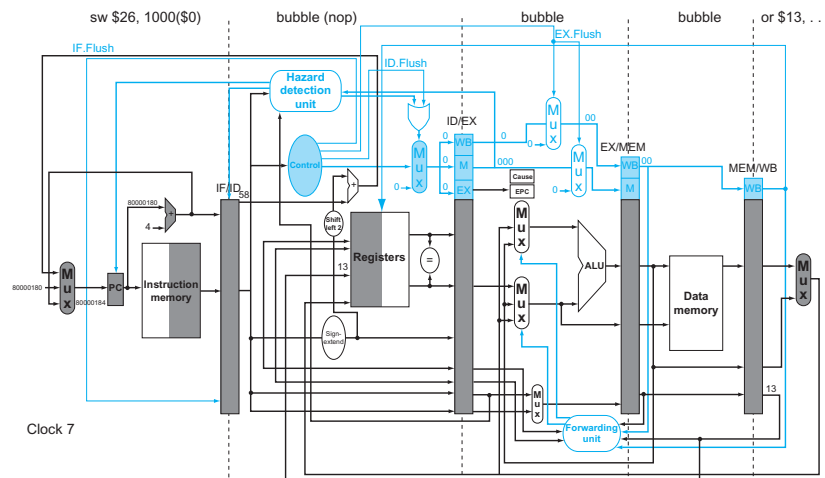 sw $26, 1000($0)
bubble (nop)
bubble
bubble
or $13, . .
EX.Flush
IF.Flush
ID.Flush
Hazard
detection
unit
ID/EX
M
u
x
00
0
0
WB
EX/MEM
Control
M
u
x
0
M
000
M
u
x
WB
00
MEM/WB
IF/ID
58
0
0
EX
0
Cause
EPC
0
M
WB
80000180
4
+
+
Shift
left 2
M
u
x
Registers
=
ALU
M
u
x
80000180
80000184
PC
Instruction
memory
13
M
u
x
Data
memory
M
u
x
Sign-
extend
M
u
x
13
Forwarding
unit
Clock 7